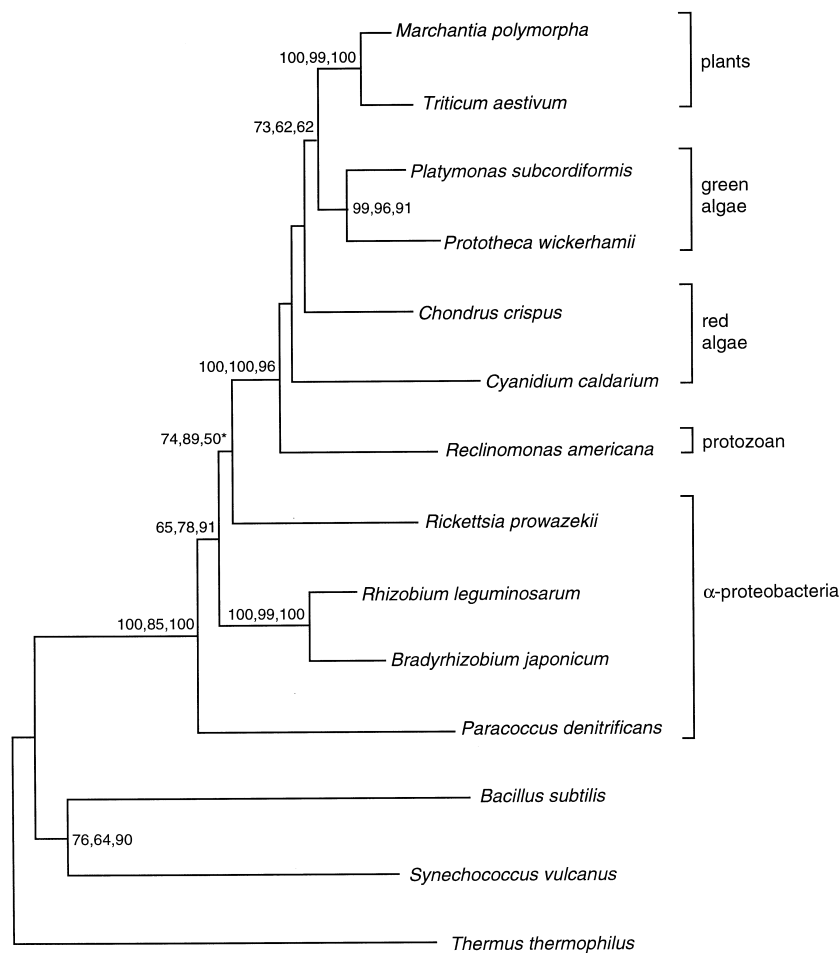 Marchantia polymorpha
100,99,100
plants
Triticum aestivum
73,62,62
Platymonas subcordiformis
green
algae
99,96,91
Prototheca wickerhamii
Chondrus crispus
red
algae
100,100,96
Cyanidium caldarium
74,89,50*
Reclinomonas americana
protozoan
65,78,91
Rickettsia prowazekii
Rhizobium leguminosarum
α-proteobacteria
100,99,100
100,85,100
Bradyrhizobium japonicum
Paracoccus denitrificans
Bacillus subtilis
76,64,90
Synechococcus vulcanus
Thermus thermophilus